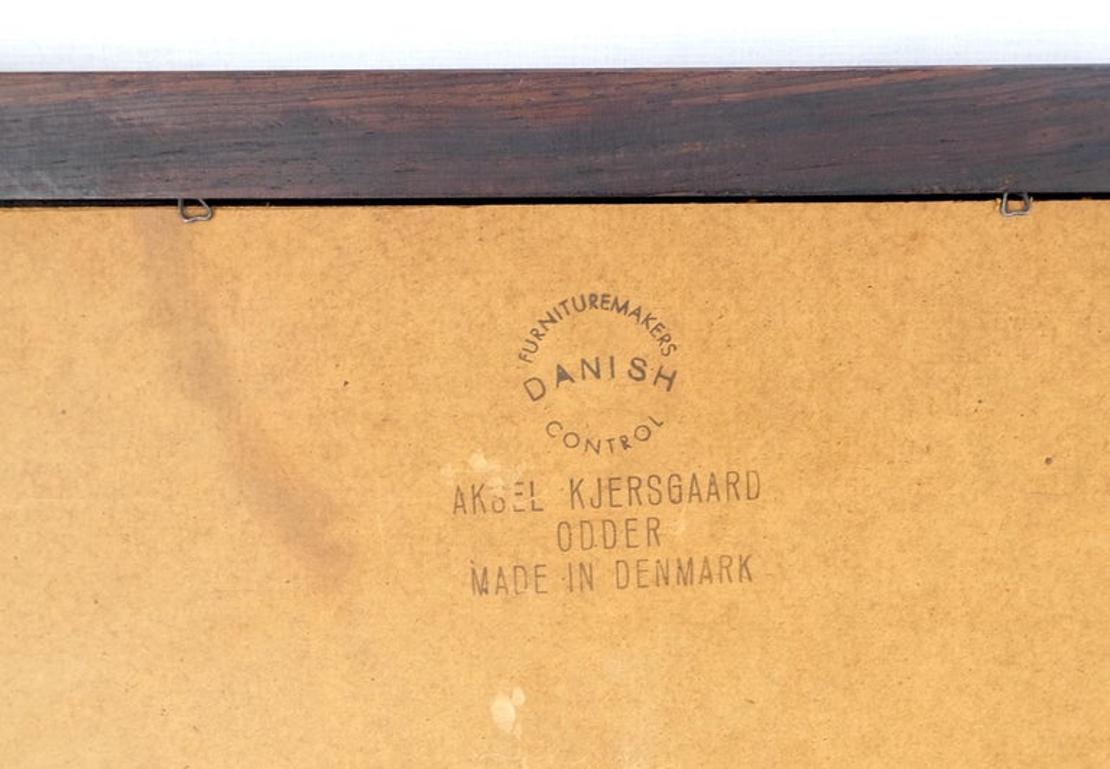 FURNITUREMAKERS
DANISH
CONTROL
AKSEL KJERSGAARD
ODDER
MADE IN DENMARK